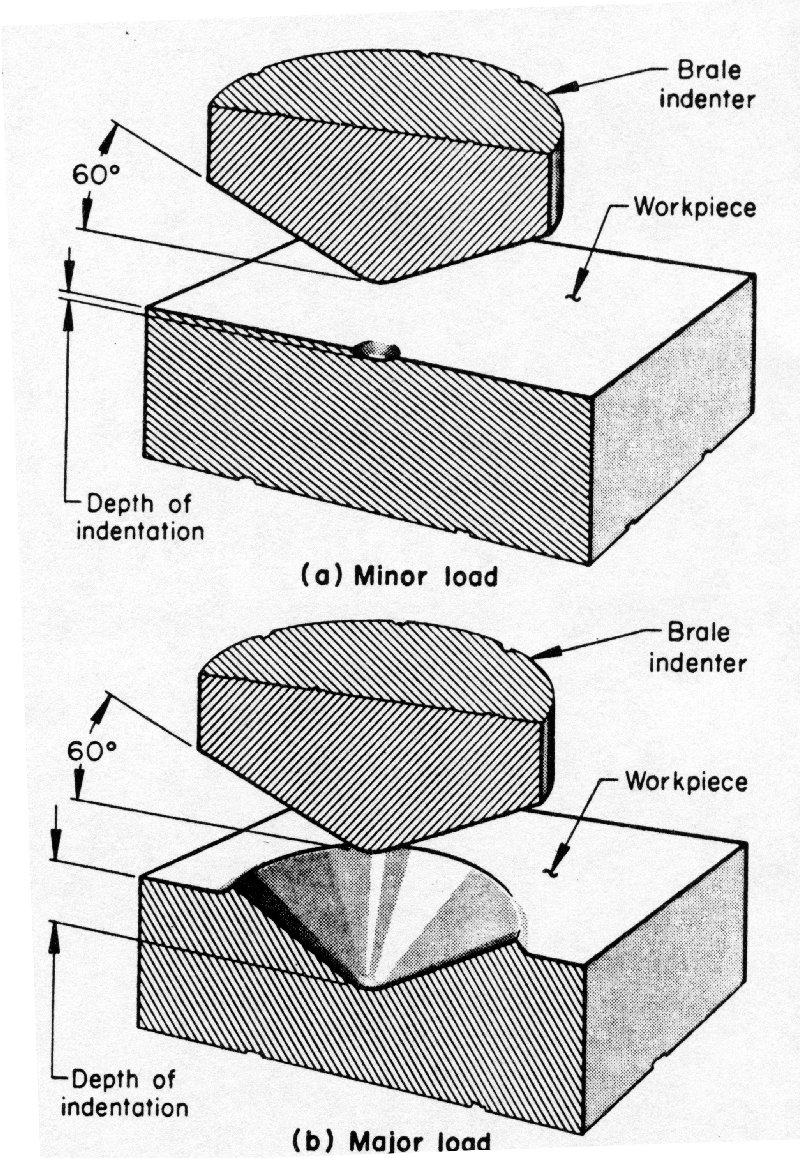 Brale
indenter
60°
Workpiece
Depth of
indentation
(a) Minor load
Brale
indenter
60°
Workpiece
Depth of
indentation
(b) Major load